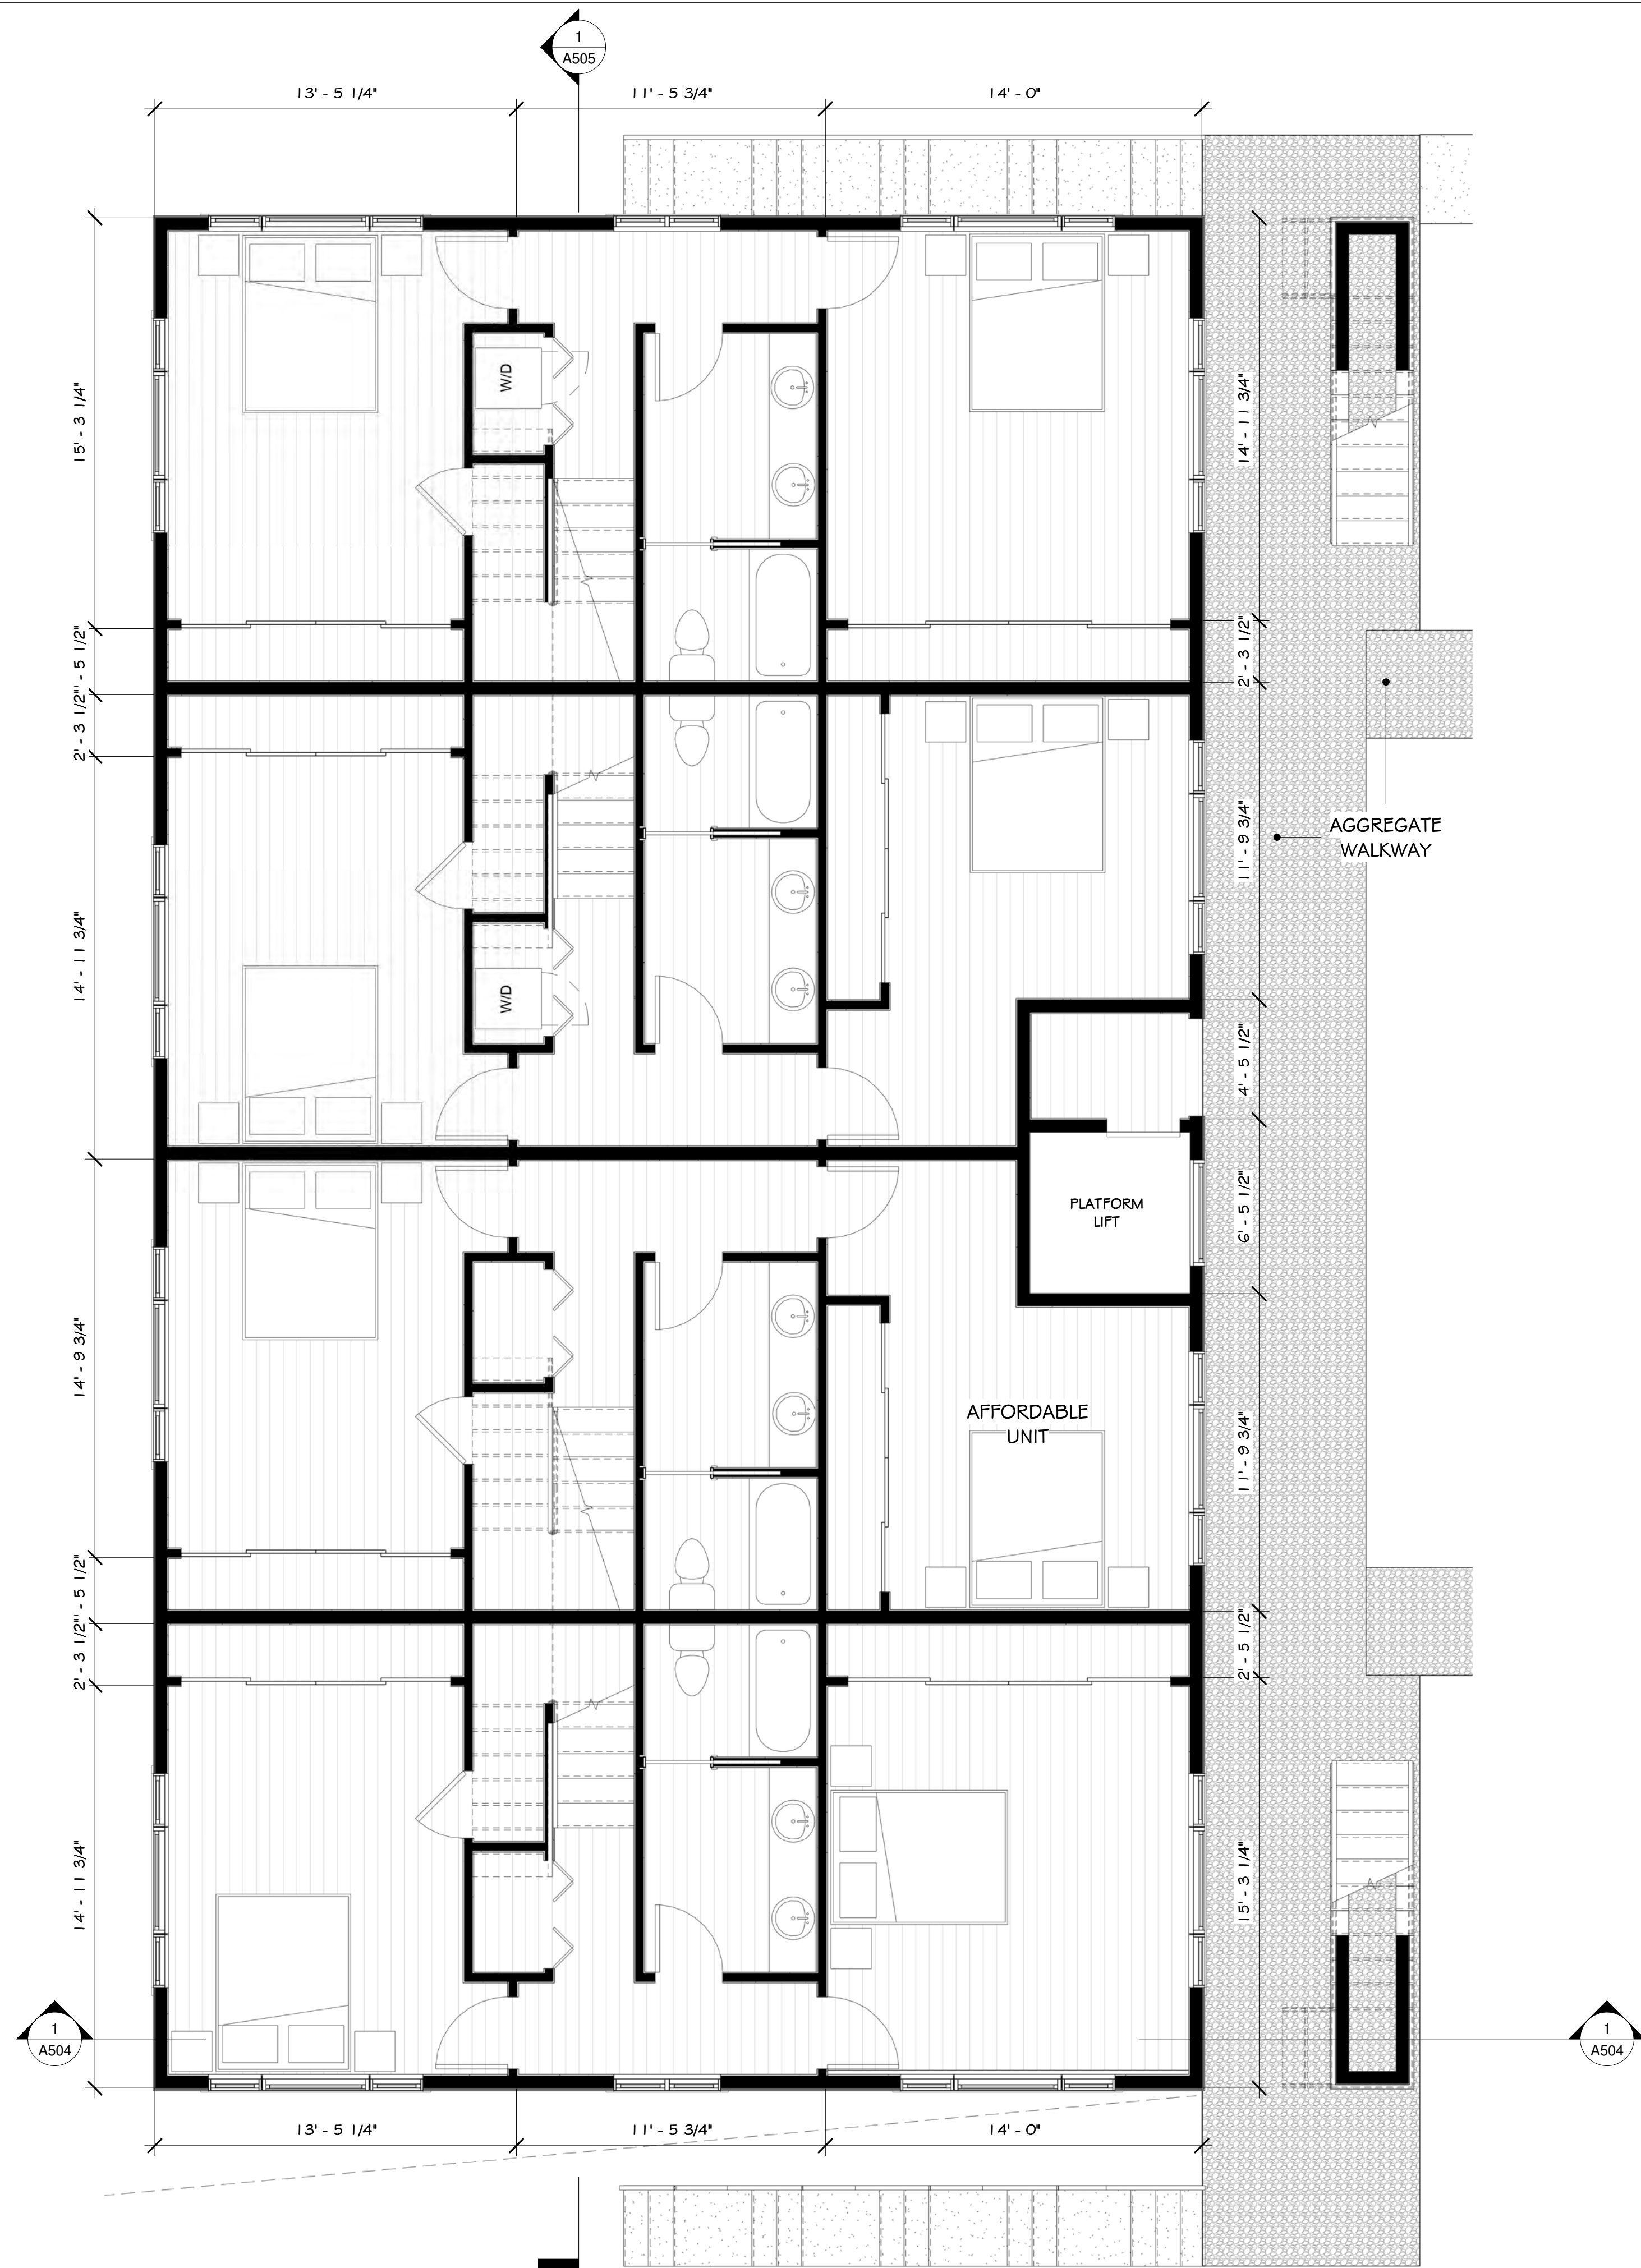 1
A505
13' - 5 1/4"
11' - 5 3/4"
14' - 0"
15' - 3 1/4"
W/D
14' - 11 3/4"
2' - 5 1/2"
2' - 3 1/2"
2' - 3 1/2"
AGGREGATE
WALKWAY
11' - 9 3/4"
14' - 11 3/4"
W/D
4' - 5 1/2"
PLATFORM
LIFT
6' - 5 1/2"
14' - 9 3/4"
AFFORDABLE
UNIT
11' - 9 3/4"
2' - 5 1/2"
2' - 3 1/2"
2' - 5 1/2"
14' - 11 3/4"
15' - 3 1/4"
1
A504
1
A504
13' - 5 1/4"
11' - 5 3/4"
14' - 0"